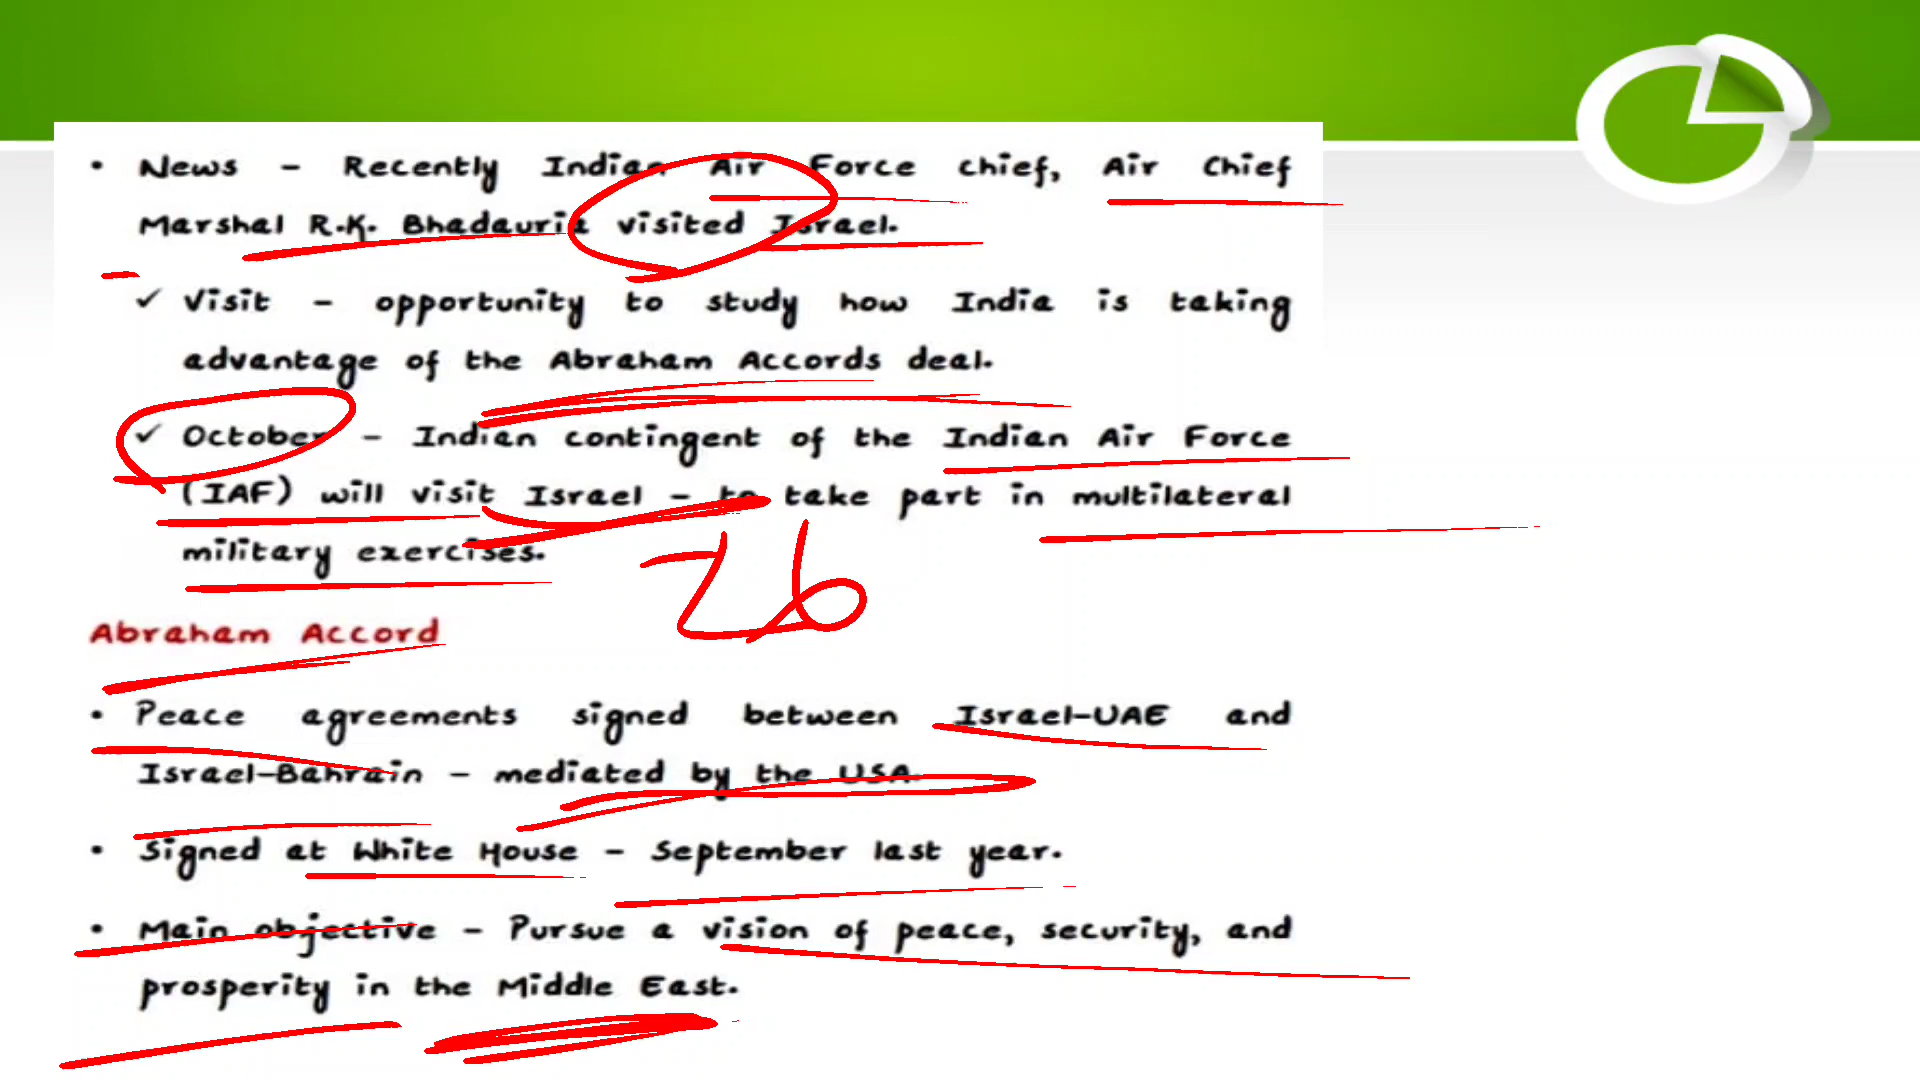 • News - Recently Indian Air Force chief, Air Chief
Marshal R.K. Bhadauria visited Israel.
✓ Visit - opportunity to study how India is taking
advantage of the Abraham Accords deal.
✓ October - Indian contingent of the Indian Air Force
(IAF) will visit Israel - to take part in multilateral
military exercises.
26
Abraham Accord
• Peace agreements signed between Israel-UAE and
Israel-Bahrain - mediated by the USA.
• Signed at White House - September last year.
• Main objective - Pursue a vision of peace, security, and
prosperity in the Middle East.